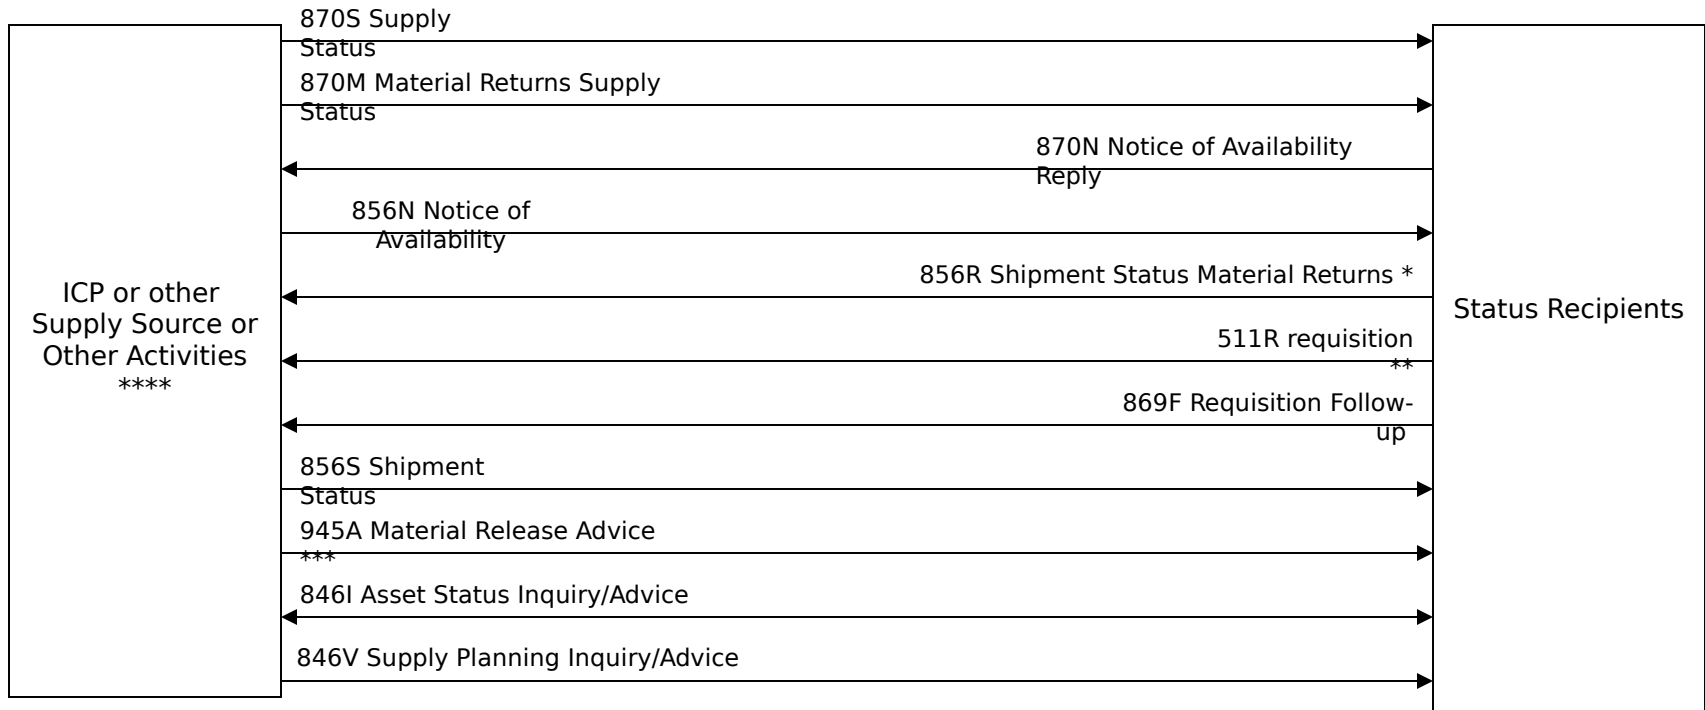 870S Supply
Status
870M Material Returns Supply
Status
870N Notice of Availability
Reply
856N Notice of
Availability
856R Shipment Status Material Returns *
511R requisition
**
869F Requisition Follow-
up
856S Shipment
Status
945A Material Release Advice
***
846I Asset Status Inquiry/Advice
846V Supply Planning Inquiry/Advice
ICP or other
Supply Source or
Other Activities
****
Status Recipients